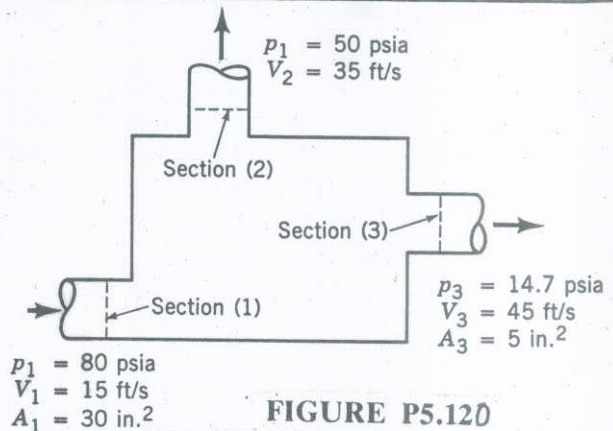 p₁ = 50 psia
V₂ = 35 ft/s
Section (2)
Section (3)
p₃ = 14.7 psia
V₃ = 45 ft/s
A₃ = 5 in.²
Section (1)
p₁ = 80 psia
V₁ = 15 ft/s
A₁ = 30 in.²
FIGURE P5.120